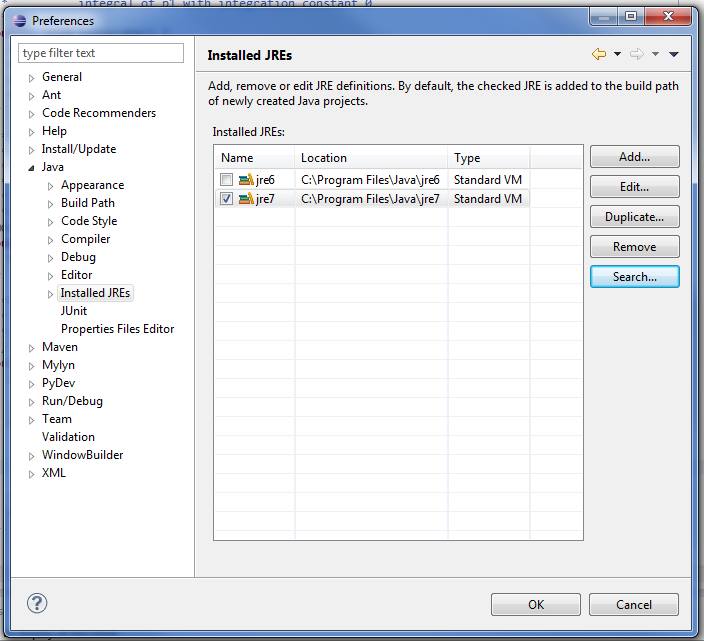 integral of p1 with integration constant 0
Preferences
type filter text
General
Ant
Code Recommenders
Help
Install/Update
Java
Appearance
Build Path
Code Style
Compiler
Debug
Editor
Installed JREs
JUnit
Properties Files Editor
Maven
Mylyn
PyDev
Run/Debug
Team
Validation
WindowBuilder
XML
Installed JREs
Add, remove or edit JRE definitions. By default, the checked JRE is added to the build path
of newly created Java projects.
Installed JREs:
Name Location Type
jre6 C:\Program Files\Java\jre6 Standard VM
jre7 C:\Program Files\Java\jre7 Standard VM
Add...
Edit...
Duplicate...
Remove
Search...
?
OK Cancel